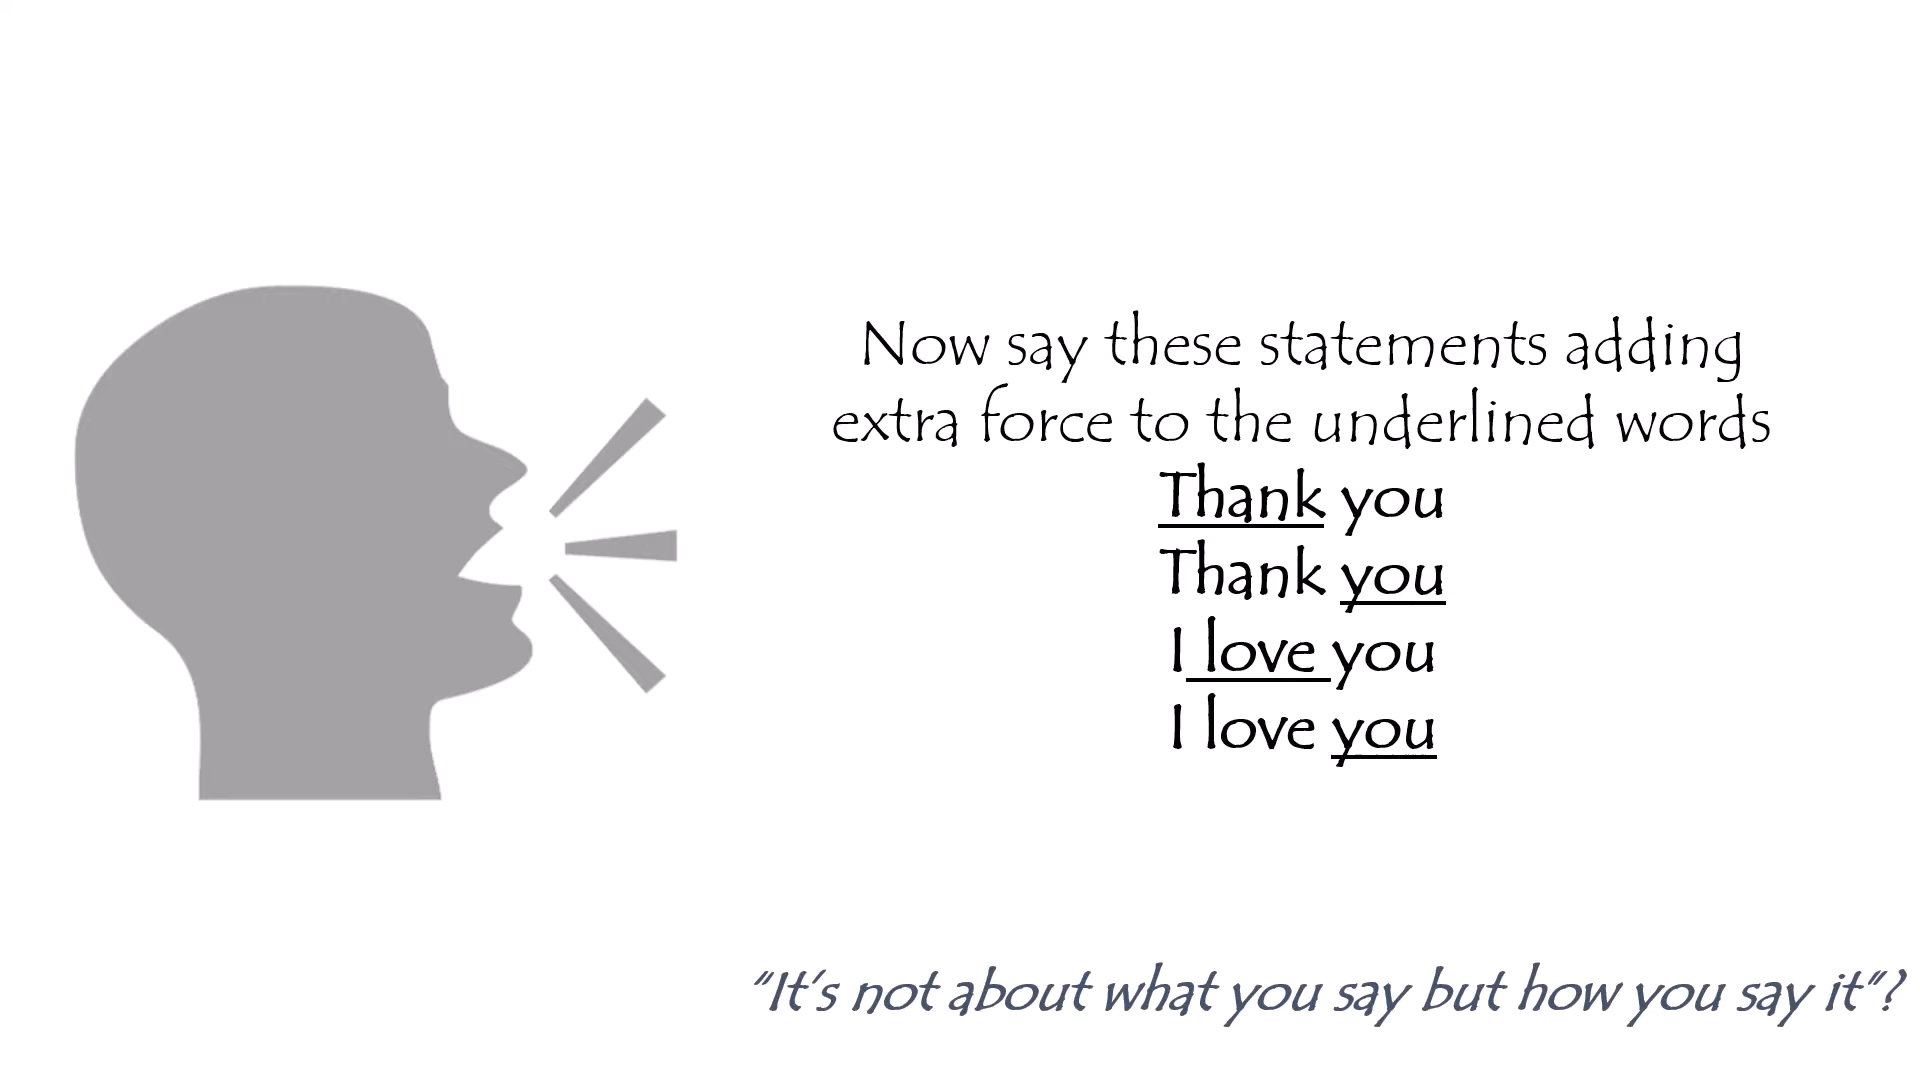 Now say these statements adding
extra force to the underlined words
Thank you
Thank you
I love you
I love you
“It’s not about what you say but how you say it”?